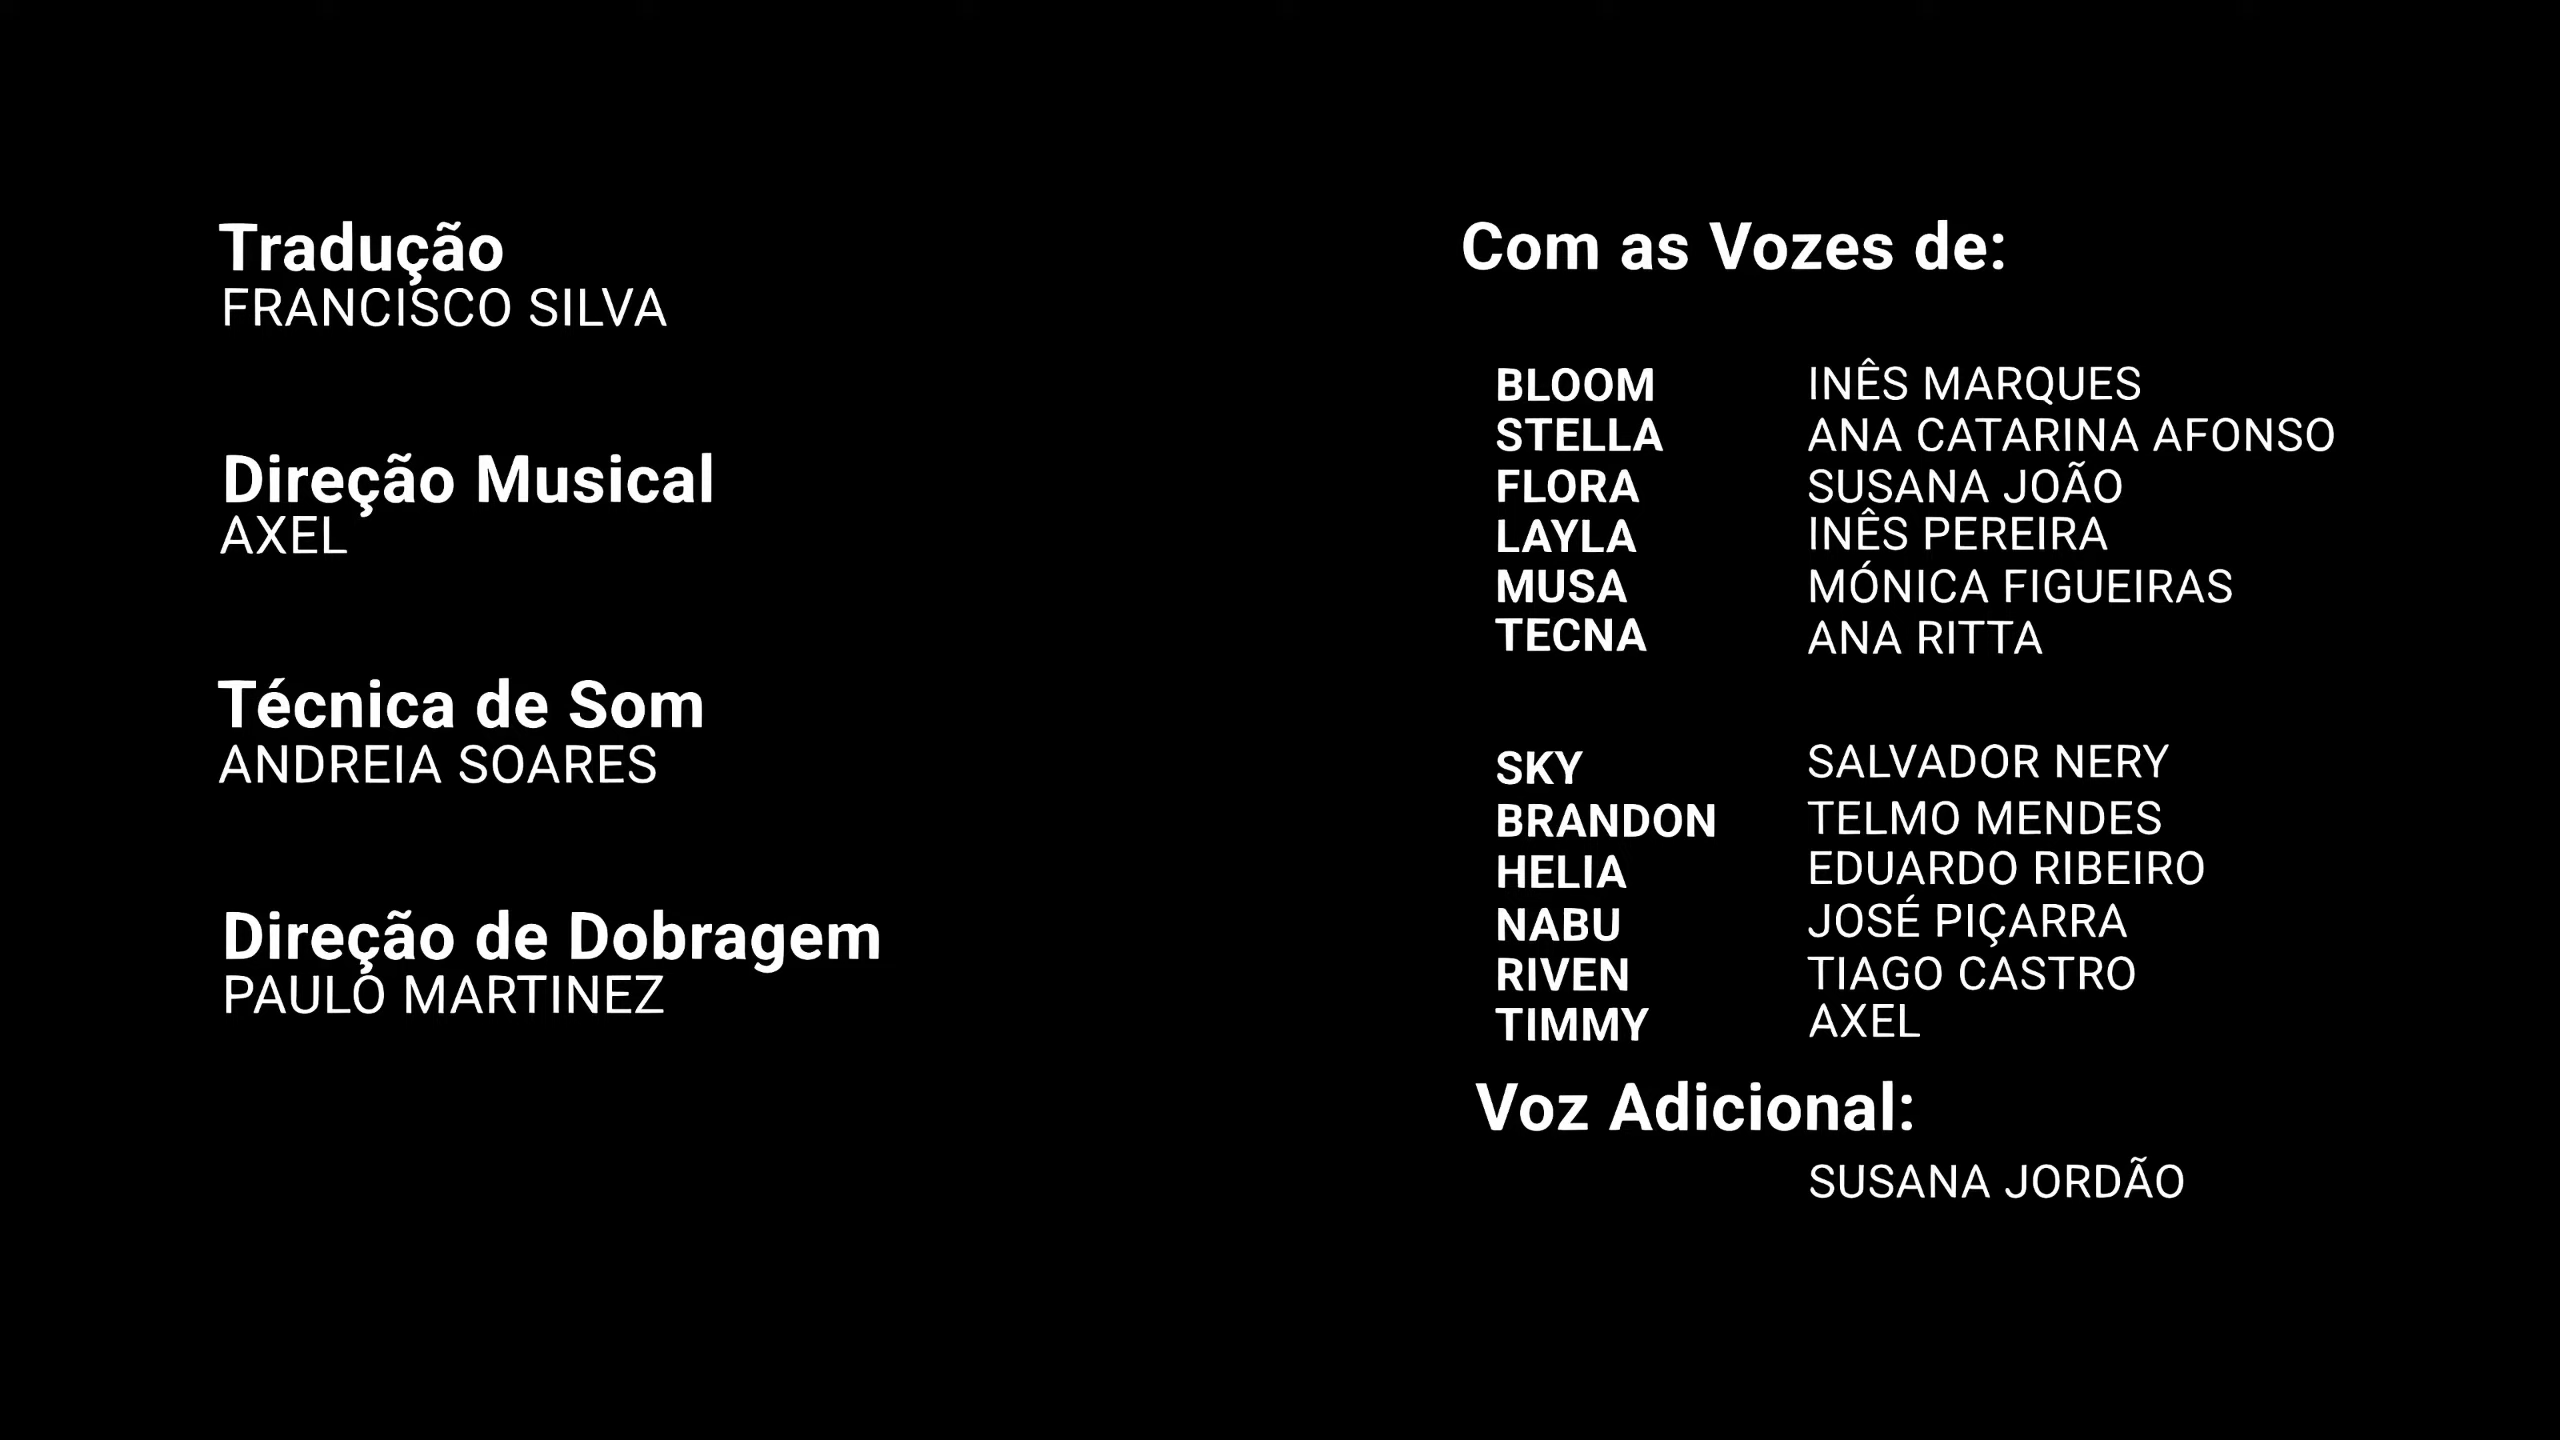 Tradução
FRANCISCO SILVA
Direção Musical
AXEL
Técnica de Som
ANDREIA SOARES
Direção de Dobragem
PAULO MARTINEZ
Com as Vozes de:
BLOOM INÊS MARQUES
STELLA ANA CATARINA AFONSO
FLORA SUSANA JOÃO
LAYLA INÊS PEREIRA
MUSA MÓNICA FIGUEIRAS
TECNA ANA RITTA
SKY SALVADOR NERY
BRANDON TELMO MENDES
HELIA EDUARDO RIBEIRO
NABU JOSÉ PIÇARRA
RIVEN TIAGO CASTRO
TIMMY AXEL
Voz Adicional:
SUSANA JORDÃO